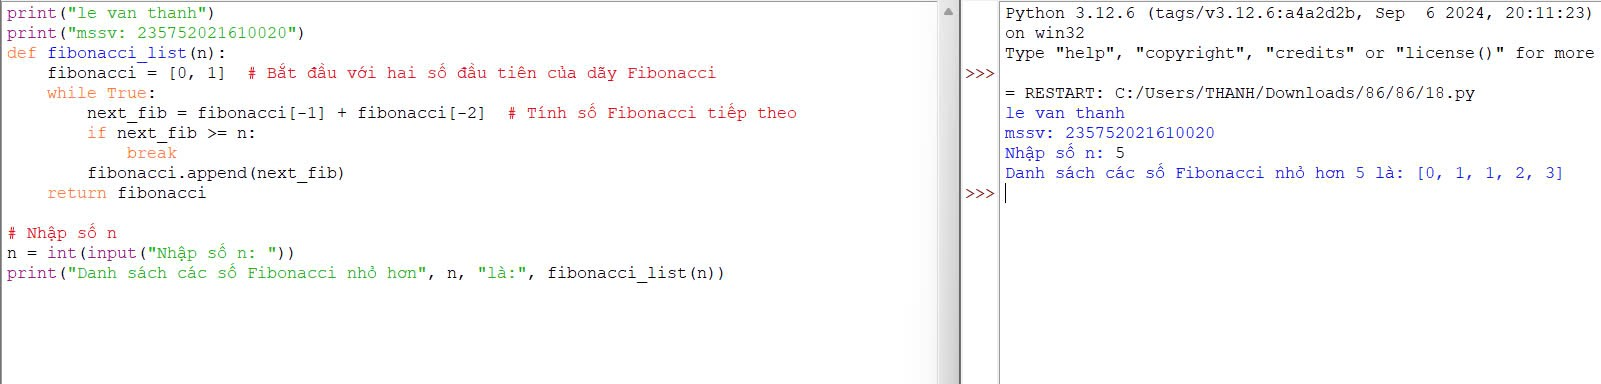 print("le van thanh")
print("mssv: 235752021610020")
def fibonacci_list(n):
    fibonacci = [0, 1]  # Bắt đầu với hai số đầu tiên của dãy Fibonacci
    while True:
        next_fib = fibonacci[-1] + fibonacci[-2]  # Tính số Fibonacci tiếp theo
        if next_fib >= n:
            break
        fibonacci.append(next_fib)
    return fibonacci
# Nhập số n
n = int(input("Nhập số n: "))
print("Danh sách các số Fibonacci nhỏ hơn", n, "là:", fibonacci_list(n))
Python 3.12.6 (tags/v3.12.6:a4a2d2b, Sep  6 2024, 20:11:23)
on win32
Type "help", "copyright", "credits" or "license()" for more
>>>
= RESTART: C:/Users/THANH/Downloads/86/86/18.py
le van thanh
mssv: 235752021610020
Nhập số n: 5
Danh sách các số Fibonacci nhỏ hơn 5 là: [0, 1, 1, 2, 3]
>>>